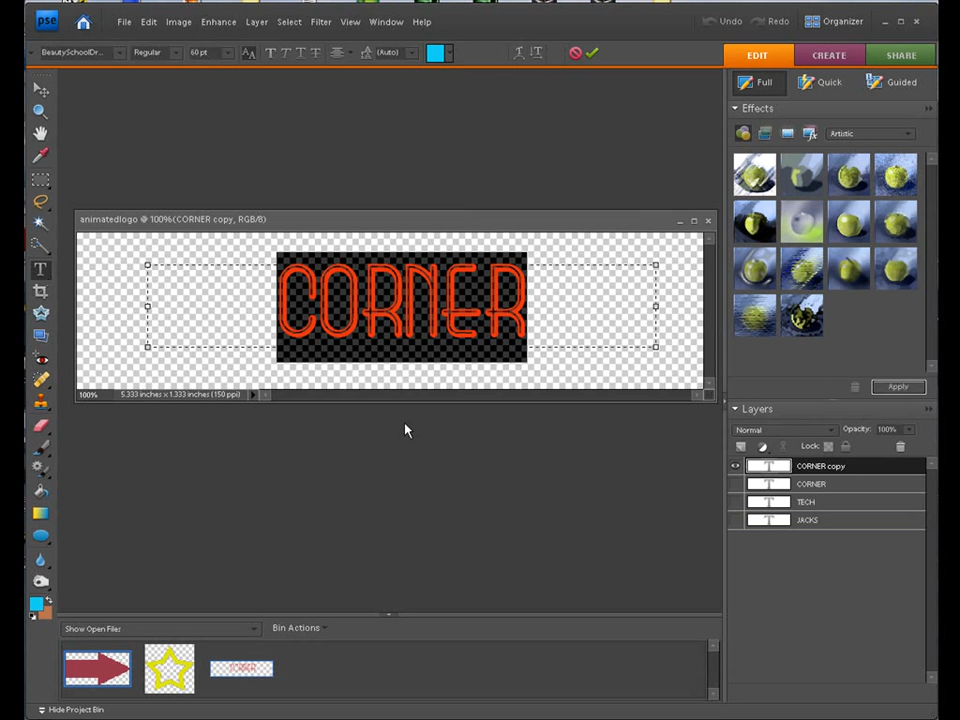 pse File Edit Image Enhance Layer Select Filter View Window Help Undo Redo Organizer
BeautySchoolDr... Regular 60 pt (Auto) EDIT CREATE SHARE
Full Quick Guided
Effects
Artistic
animatedlogo @ 100%(CORNER copy, RGB/8)
CORNER
100% 5.333 inches x 1.333 inches (150 ppi)
Apply
Layers
Normal Opacity: 100%
Lock:
CORNER copy
CORNER
TECH
JACKS
Show Open Files Bin Actions
CORNER
Hide Project Bin